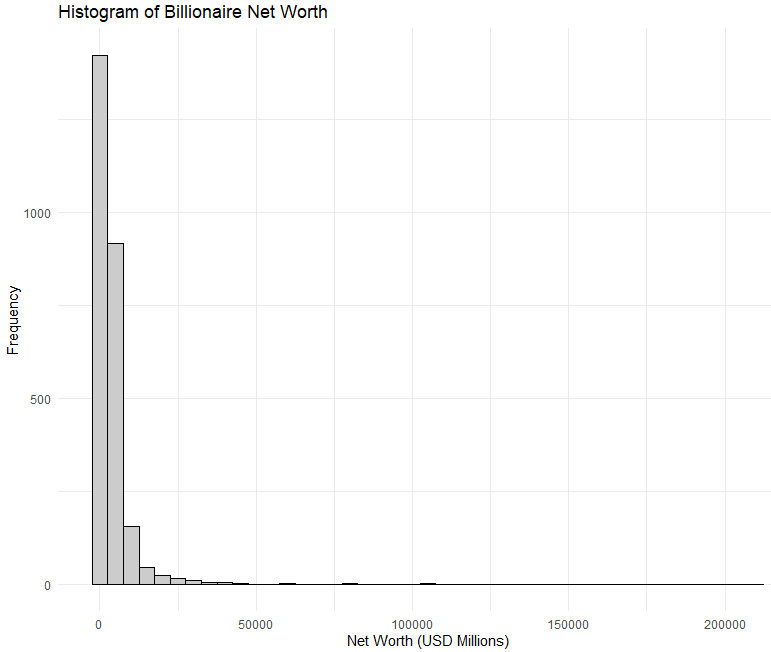 Histogram of Billionaire Net Worth
1000
500
0
Frequency
0 50000 100000 150000 200000
Net Worth (USD Millions)